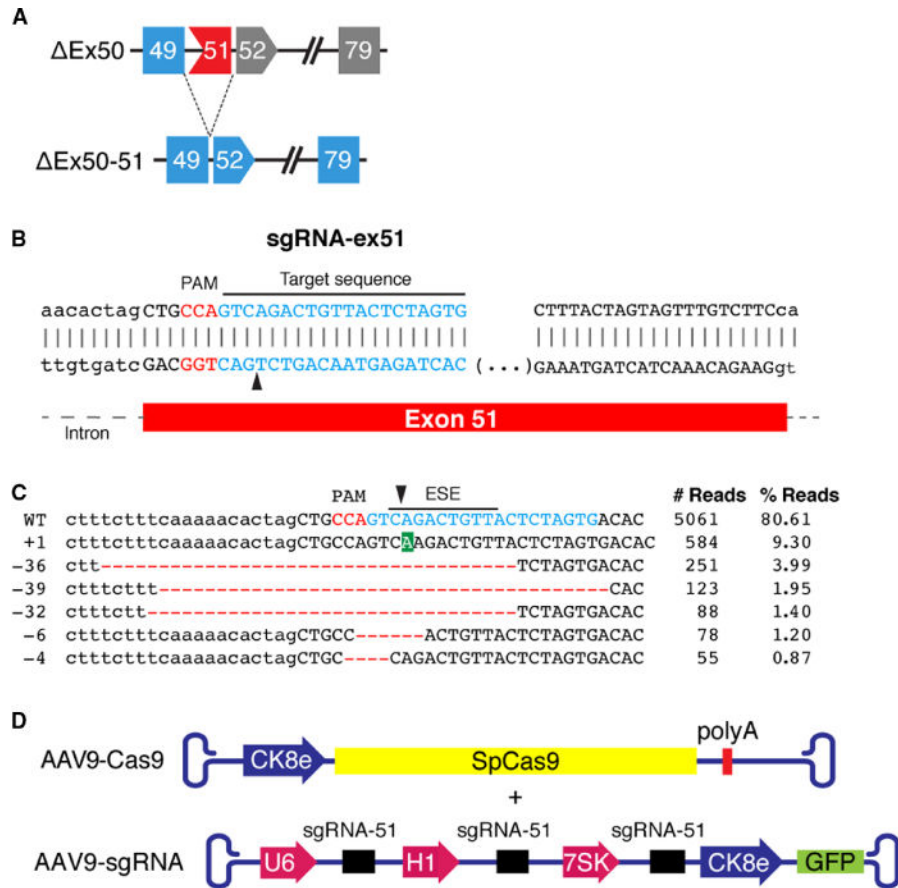 A
ΔEx50 49 51 52 79
ΔEx50-51 49 52 79
B
sgRNA-ex51
PAM Target sequence
aacactagCTGCCAGTCAGACTGTTACTCTAGTG CTTTACTAGTAGTTTGTCTTCca
ttgtgatcGACGGTCAGTCTGACAATGAGATCAC (...) GAAATGATCATCAAACAGAAGgt
Exon 51
Intron
C
PAM ESE # Reads % Reads
WT ctttctttcaaaaacactagCTGCCAGTCAGACTGTTACTCTAGTGACAC 5061 80.61
+1 ctttctttcaaaaacactagCTGCCAGTCAAGACTGTTACTCTAGTGACAC 584 9.30
-36 ctt------------------------------------TCTAGTGACAC 251 3.99
-39 ctttcttt---------------------------------------CAC 123 1.95
-32 ctttcttt--------------------------------TCTAGTGACAC 88 1.40
-6 ctttctttcaaaaacactagCTGCC------ACTGTTACTCTAGTGACAC 78 1.20
-4 ctttctttcaaaaacactagCTGC----CAGACTGTTACTCTAGTGACAC 55 0.87
D
polyA
AAV9-Cas9 CK8e SpCas9
+
sgRNA-51 sgRNA-51 sgRNA-51
AAV9-sgRNA U6 H1 7SK CK8e GFP